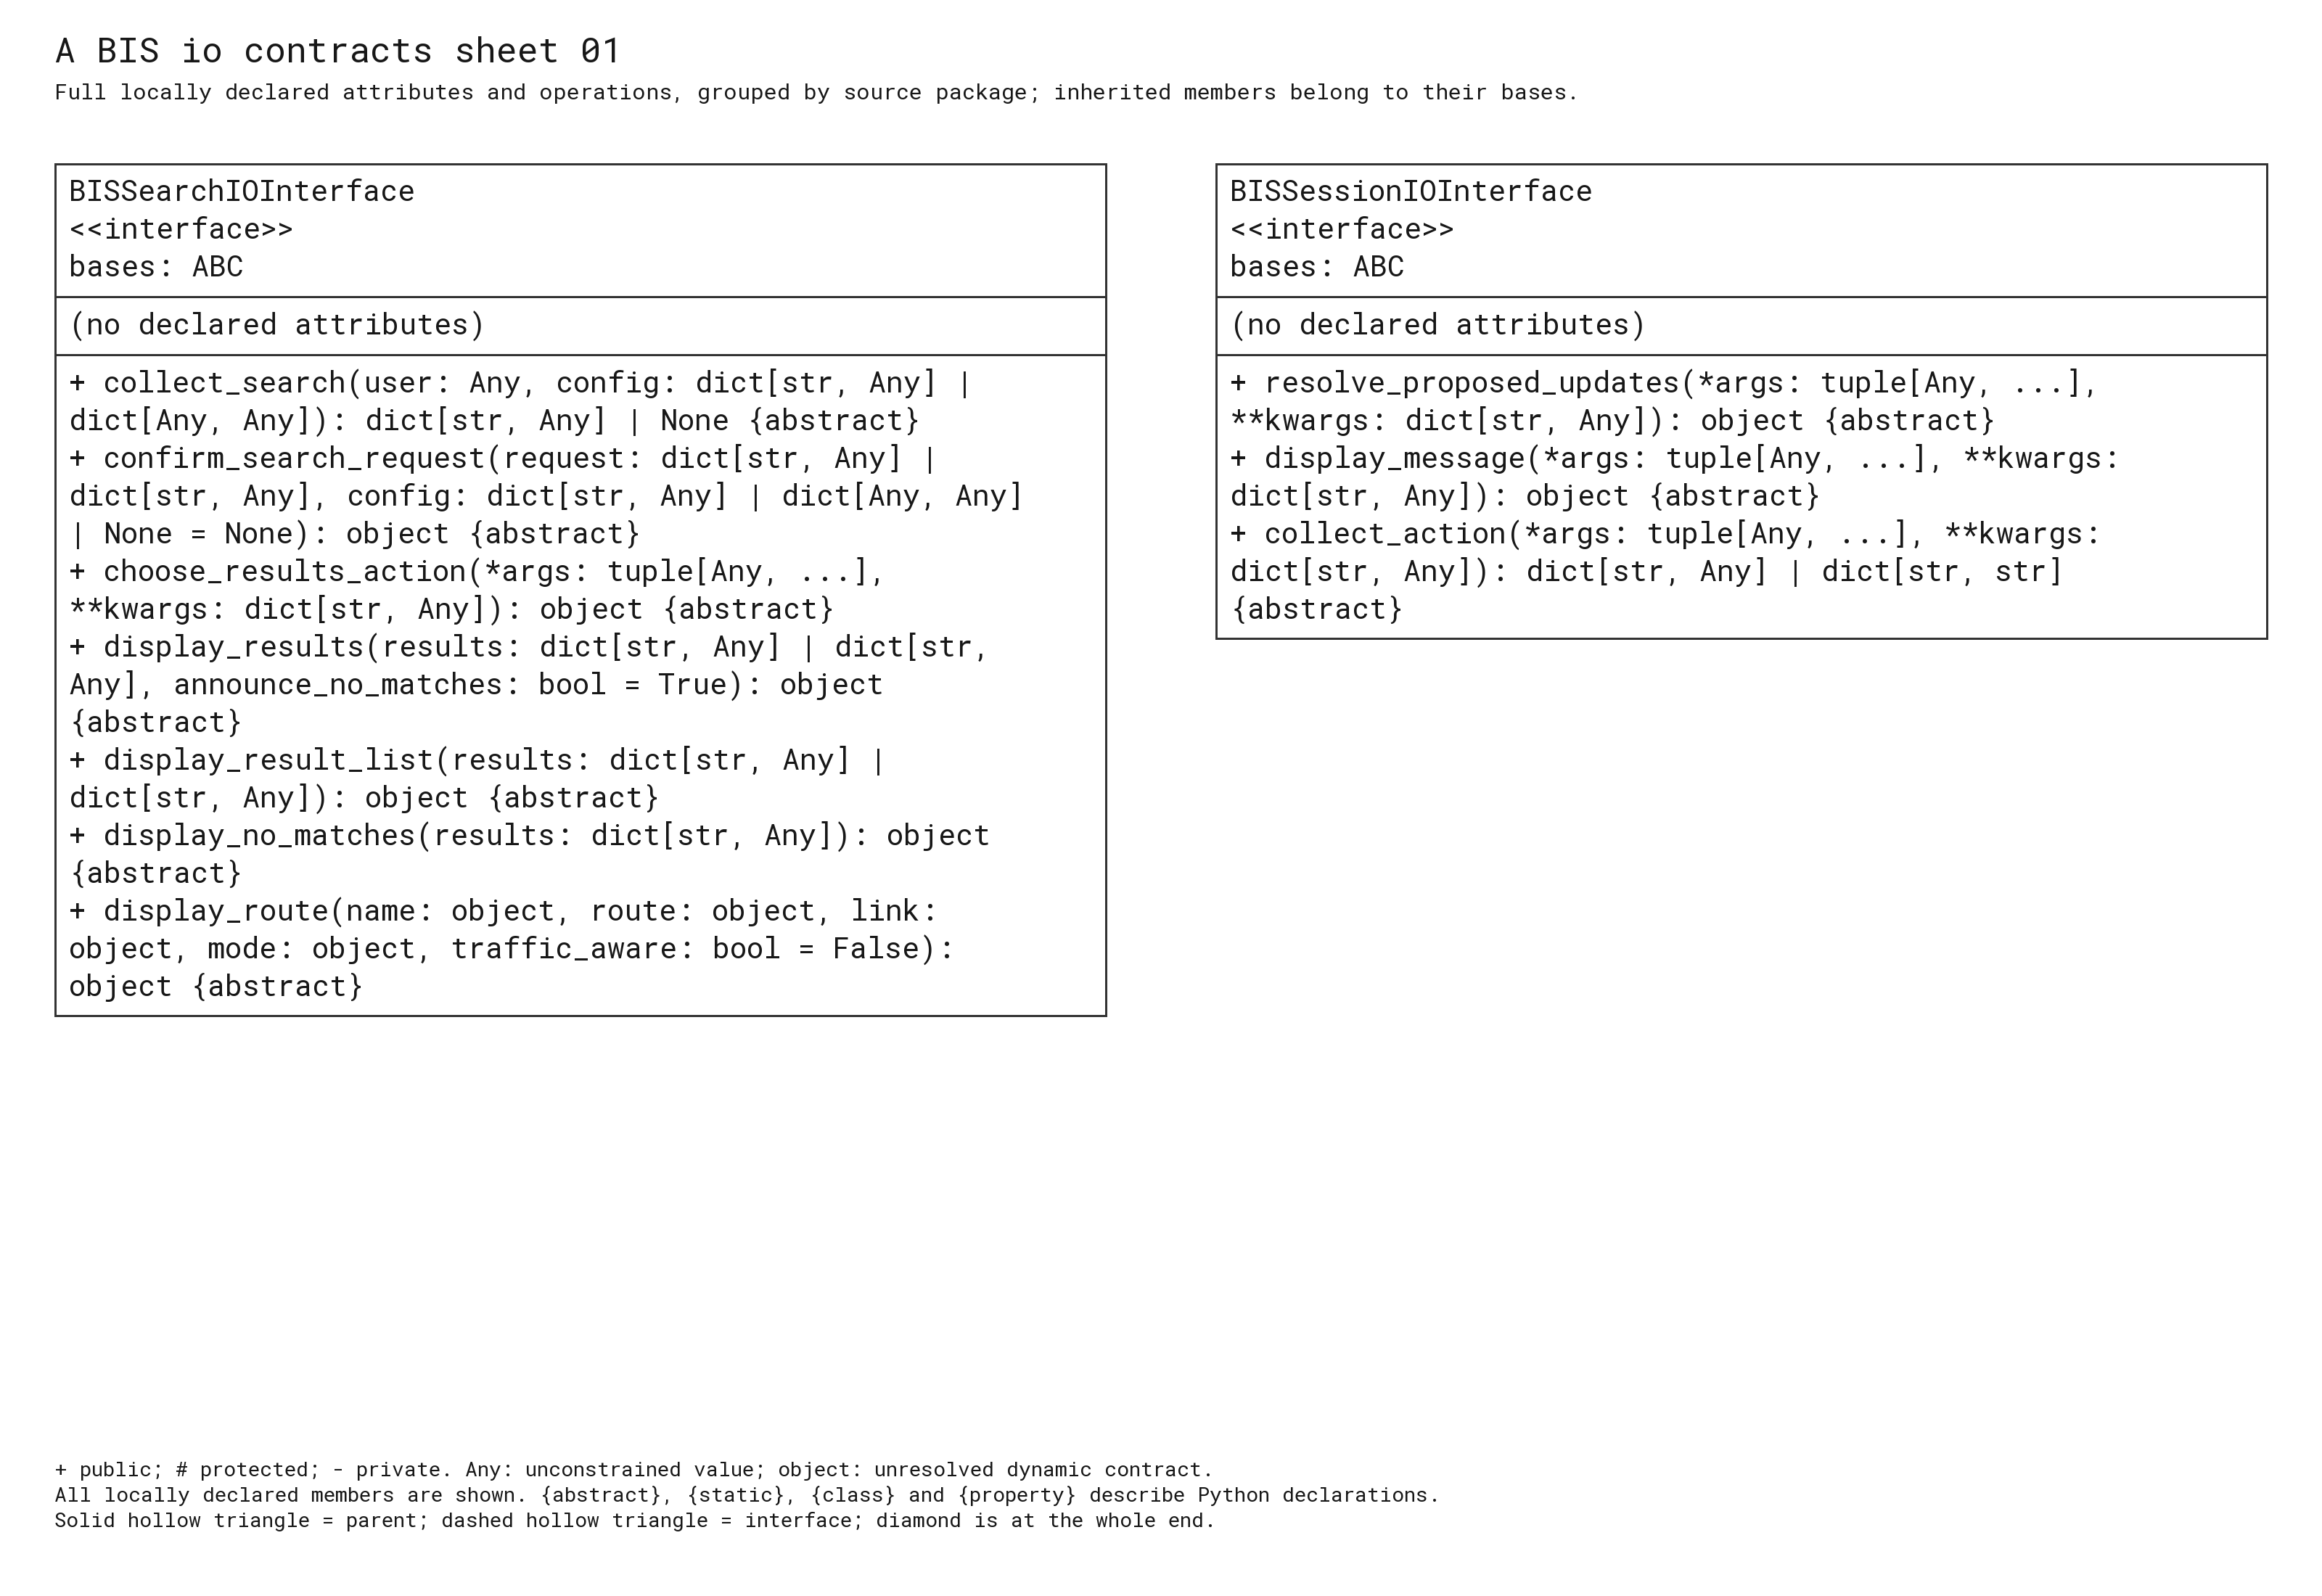 A BIS io contracts sheet 01
Full locally declared attributes and operations, grouped by source package; inherited members belong to their bases.
BISSearchIOInterface
<<interface>>
bases: ABC
(no declared attributes)
+ collect_search(user: Any, config: dict[str, Any] |
dict[Any, Any]): dict[str, Any] | None {abstract}
+ confirm_search_request(request: dict[str, Any] |
dict[str, Any], config: dict[str, Any] | dict[Any, Any]
| None = None): object {abstract}
+ choose_results_action(*args: tuple[Any, ...],
**kwargs: dict[str, Any]): object {abstract}
+ display_results(results: dict[str, Any] | dict[str,
Any], announce_no_matches: bool = True): object
{abstract}
+ display_result_list(results: dict[str, Any] |
dict[str, Any]): object {abstract}
+ display_no_matches(results: dict[str, Any]): object
{abstract}
+ display_route(name: object, route: object, link:
object, mode: object, traffic_aware: bool = False):
object {abstract}
BISSessionIOInterface
<<interface>>
bases: ABC
(no declared attributes)
+ resolve_proposed_updates(*args: tuple[Any, ...],
**kwargs: dict[str, Any]): object {abstract}
+ display_message(*args: tuple[Any, ...], **kwargs:
dict[str, Any]): object {abstract}
+ collect_action(*args: tuple[Any, ...], **kwargs:
dict[str, Any]): dict[str, Any] | dict[str, str]
{abstract}
+ public; # protected; - private. Any: unconstrained value; object: unresolved dynamic contract.
All locally declared members are shown. {abstract}, {static}, {class} and {property} describe Python declarations.
Solid hollow triangle = parent; dashed hollow triangle = interface; diamond is at the whole end.